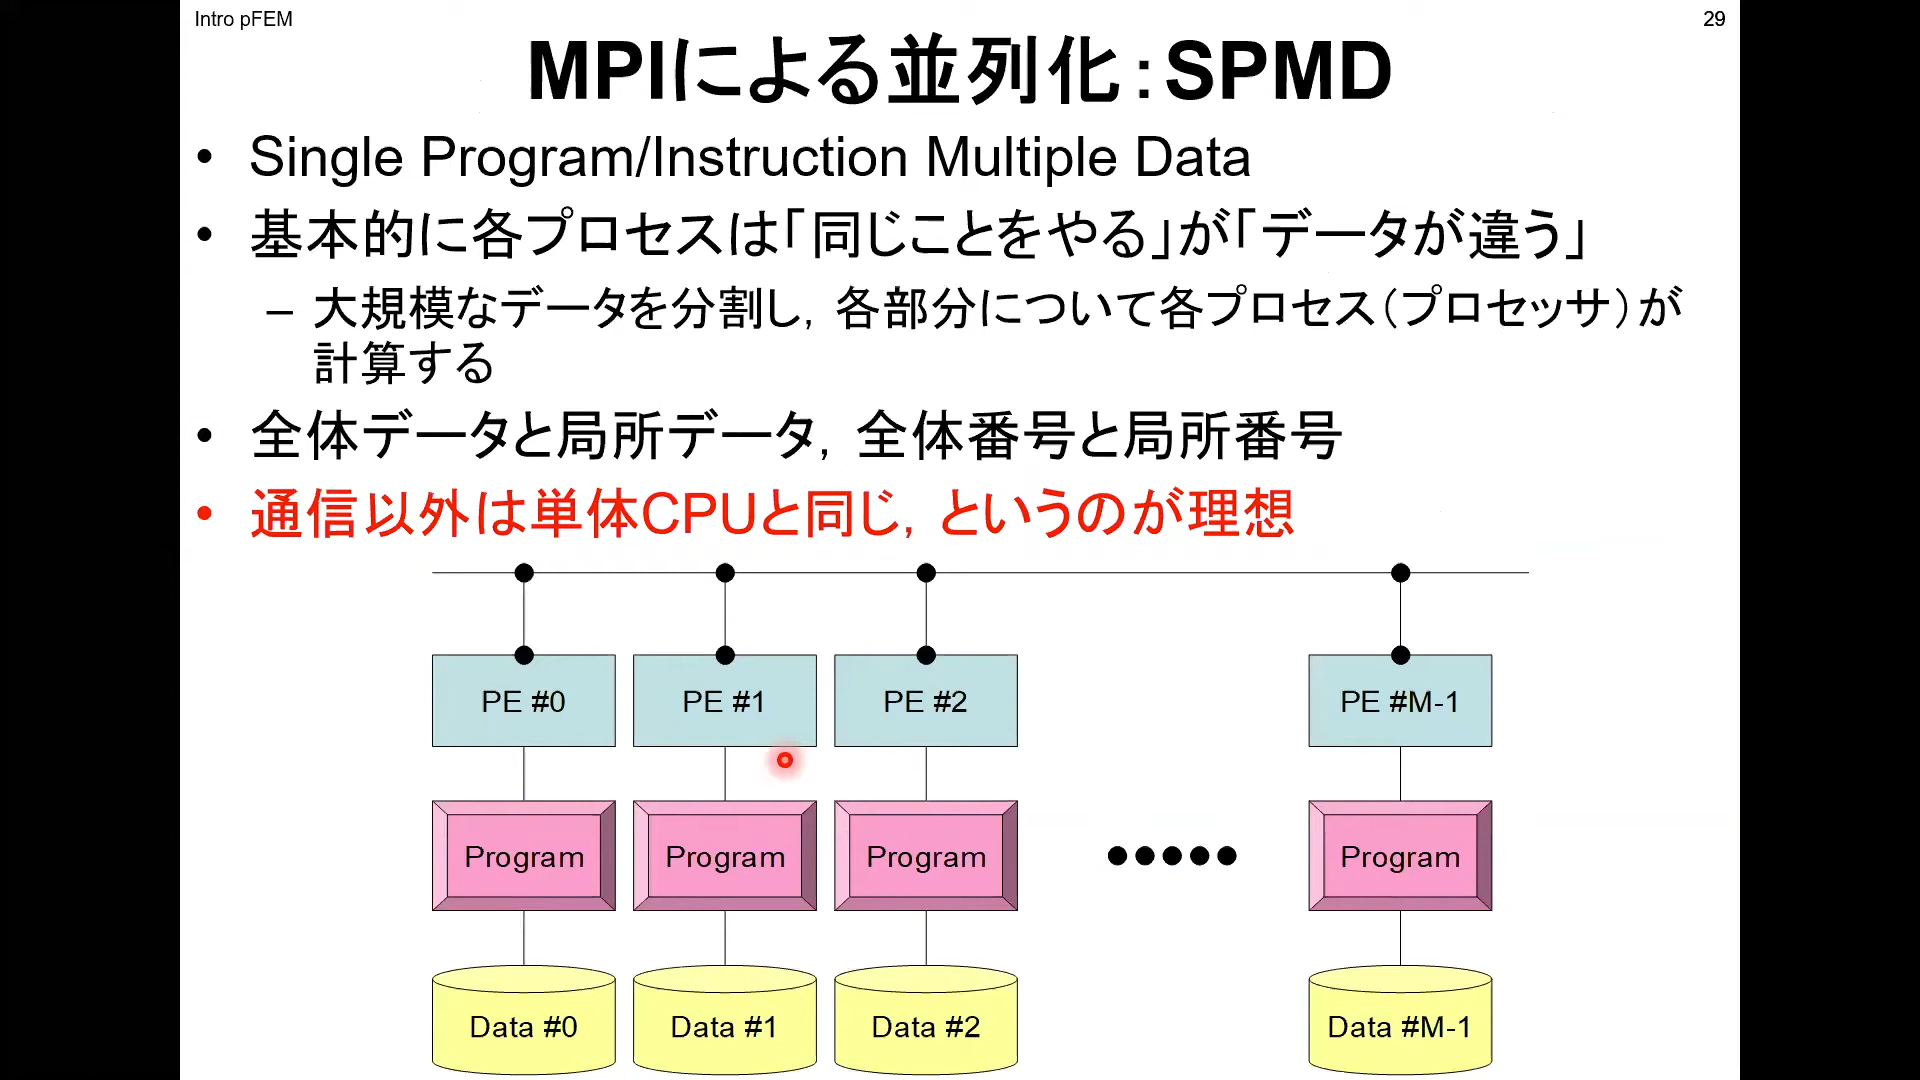 Intro pFEM
29
MPIによる並列化：SPMD
• Single Program/Instruction Multiple Data
• 基本的に各プロセスは「同じことをやる」が「データが違う」
– 大規模なデータを分割し，各部分について各プロセス（プロセッサ）が
計算する
• 全体データと局所データ，全体番号と局所番号
• 通信以外は単体CPUと同じ，というのが理想
PE #0 PE #1 PE #2 PE #M-1
Program Program Program Program
Data #0 Data #1 Data #2 Data #M-1